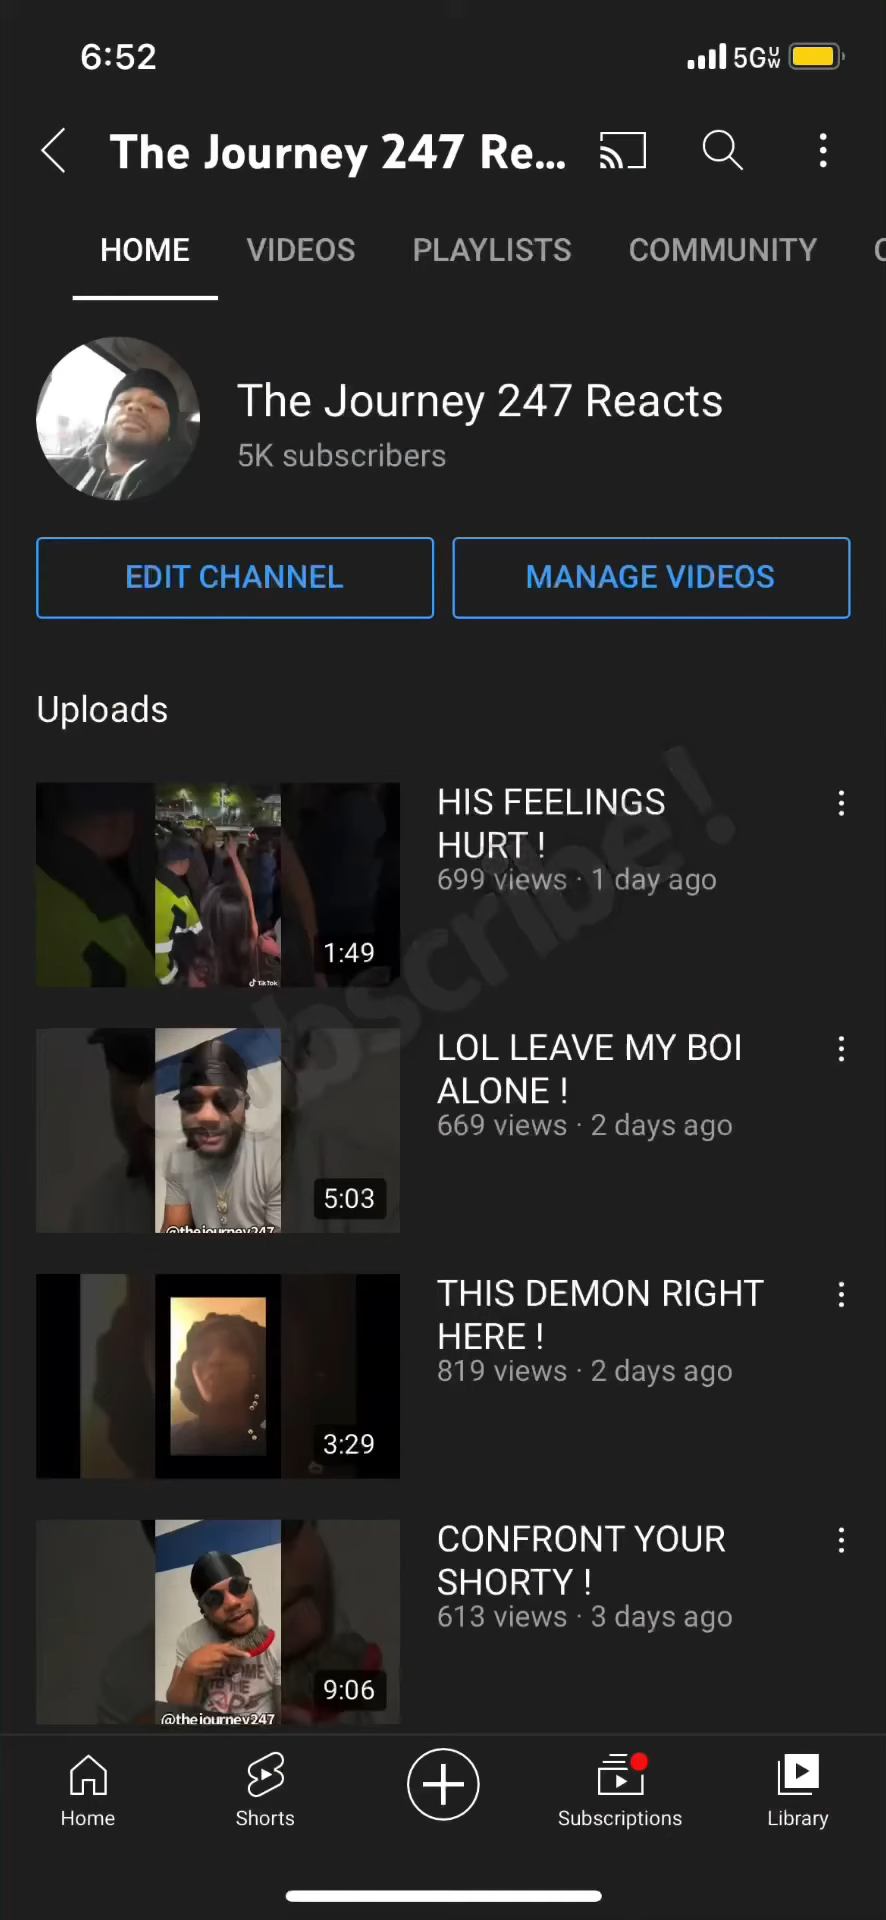 6:52
5G UW
The Journey 247 Re...
HOME
VIDEOS
PLAYLISTS
COMMUNITY
The Journey 247 Reacts
5K subscribers
EDIT CHANNEL
MANAGE VIDEOS
Uploads
HIS FEELINGS
HURT !
699 views · 1 day ago
1:49
TikTok
ubscribe!
LOL LEAVE MY BOI
ALONE !
669 views · 2 days ago
5:03
@thejourney247
THIS DEMON RIGHT
HERE !
819 views · 2 days ago
3:29
CONFRONT YOUR
SHORTY !
613 views · 3 days ago
9:06
@thejourney247
Home
Shorts
Subscriptions
Library